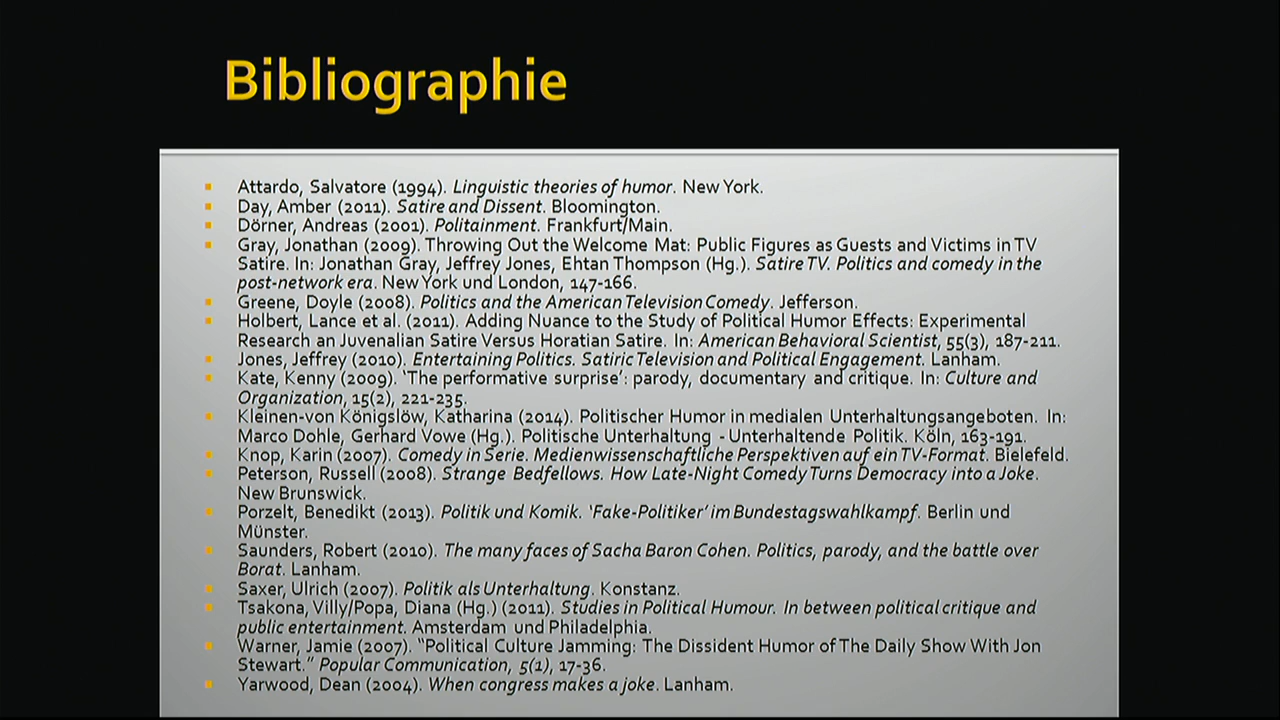 Bibliographie
Attardo, Salvatore (1994). Linguistic theories of humor. New York.
Day, Amber (2011). Satire and Dissent. Bloomington.
Dörner, Andreas (2001). Politainment. Frankfurt/Main.
Gray, Jonathan (2009). Throwing Out the Welcome Mat: Public Figures as Guests and Victims in TV
Satire. In: Jonathan Gray, Jeffrey Jones, Ehtan Thompson (Hg.). Satire TV. Politics and comedy in the
post-network era. New York und London, 147-166.
Greene, Doyle (2008). Politics and the American Television Comedy. Jefferson.
Holbert, Lance et al. (2011). Adding Nuance to the Study of Political Humor Effects: Experimental
Research an Juvenalian Satire Versus Horatian Satire. In: American Behavioral Scientist, 55(3), 187-211.
Jones, Jeffrey (2010). Entertaining Politics. Satiric Television and Political Engagement. Lanham.
Kate, Kenny (2009). 'The performative surprise': parody, documentary and critique. In: Culture and
Organization, 15(2), 221-235.
Kleinen-von Königslöw, Katharina (2014). Politischer Humor in medialen Unterhaltungsangeboten. In:
Marco Dohle, Gerhard Vowe (Hg.). Politische Unterhaltung - Unterhaltende Politik. Köln, 163-191.
Knop, Karin (2007). Comedy in Serie. Medienwissenschaftliche Perspektiven auf ein TV-Format. Bielefeld.
Peterson, Russell (2008). Strange Bedfellows. How Late-Night Comedy Turns Democracy into a Joke.
New Brunswick.
Porzelt, Benedikt (2013). Politik und Komik. 'Fake-Politiker' im Bundestagswahlkampf. Berlin und
Münster.
Saunders, Robert (2010). The many faces of Sacha Baron Cohen. Politics, parody, and the battle over
Borat. Lanham.
Saxer, Ulrich (2007). Politik als Unterhaltung. Konstanz.
Tsakona, Villy/Popa, Diana (Hg.) (2011). Studies in Political Humour. In between political critique and
public entertainment. Amsterdam und Philadelphia.
Warner, Jamie (2007). "Political Culture Jamming: The Dissident Humor of The Daily Show With Jon
Stewart." Popular Communication, 5(1), 17-36.
Yarwood, Dean (2004). When congress makes a joke. Lanham.